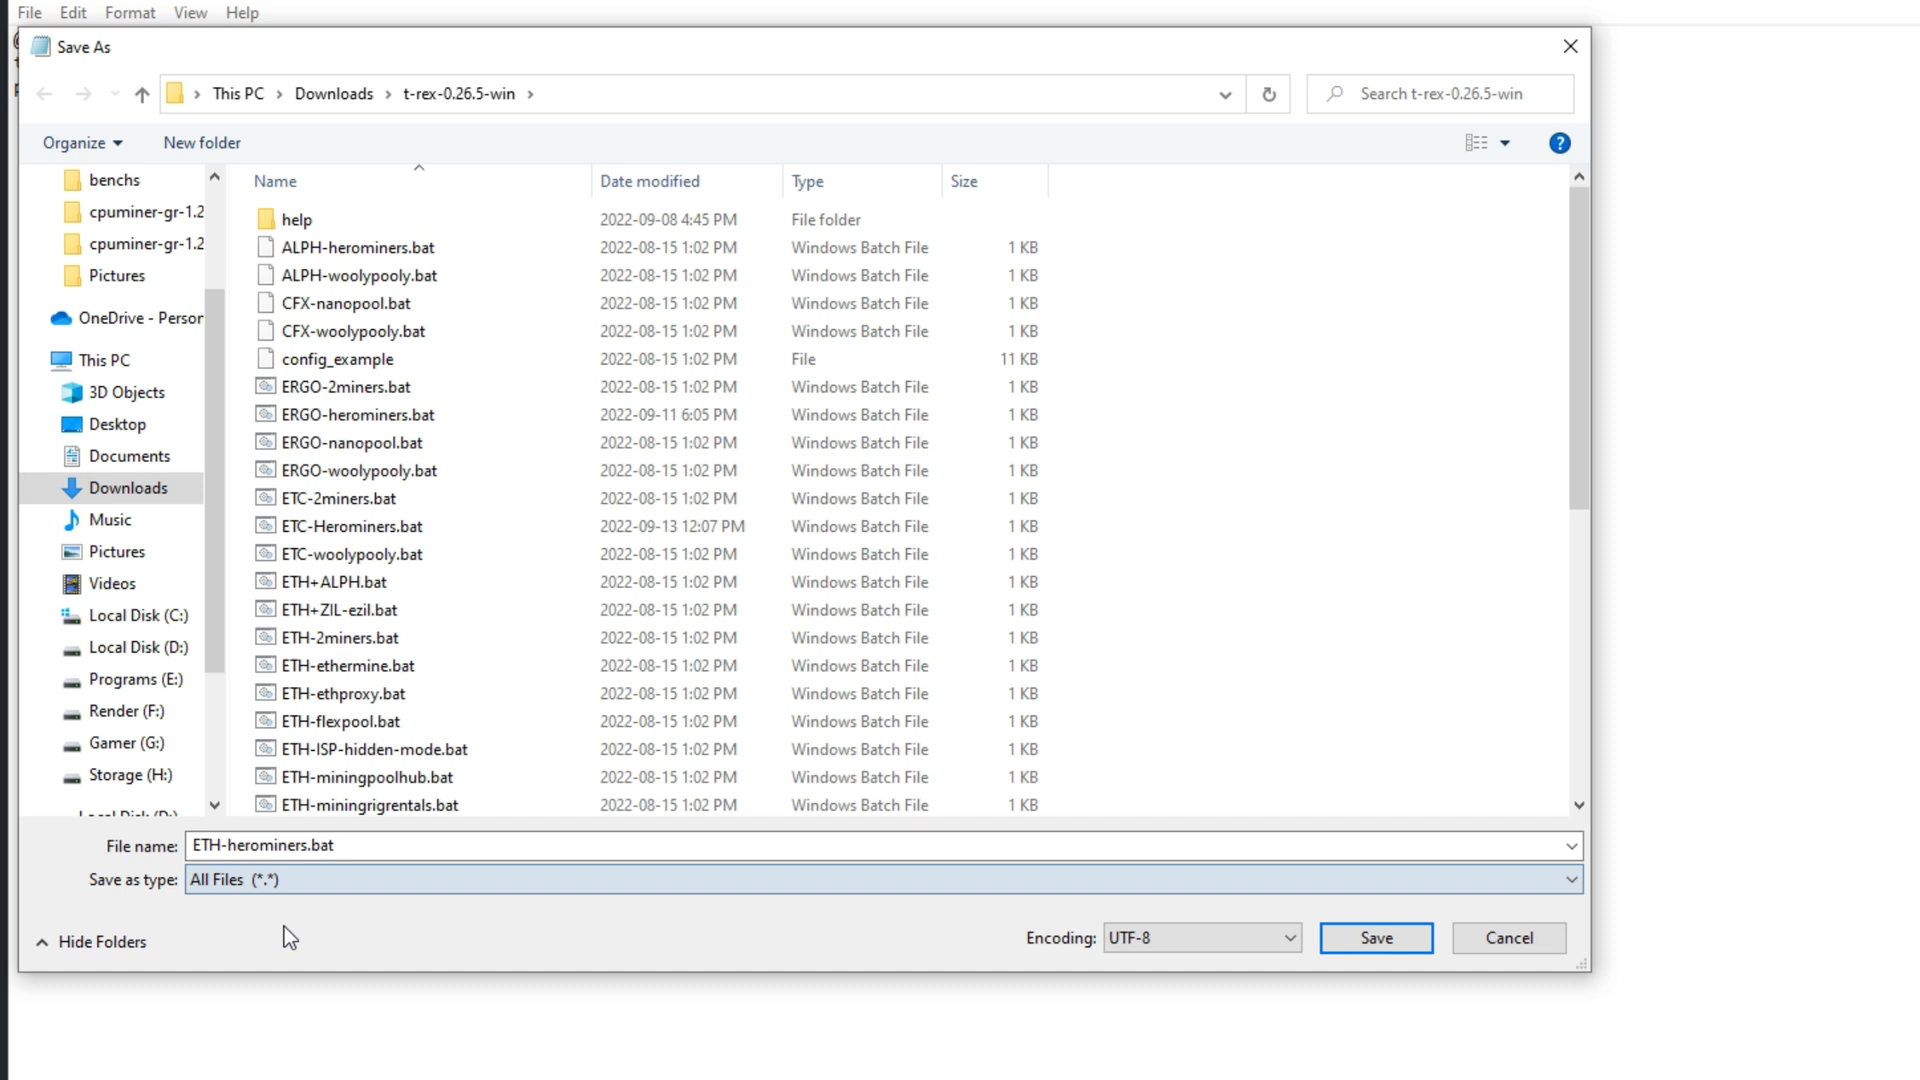 File Edit Format View Help
Save As
This PC Downloads t-rex-0.26.5-win
Search t-rex-0.26.5-win
Organize New folder
benchs
cpuminer-gr-1.2
cpuminer-gr-1.2
Pictures
OneDrive - Person
This PC
3D Objects
Desktop
Documents
Downloads
Music
Pictures
Videos
Local Disk (C:)
Local Disk (D:)
Programs (E:)
Render (F:)
Gamer (G:)
Storage (H:)
Name Date modified Type Size
help 2022-09-08 4:45 PM File folder
ALPH-herominers.bat 2022-08-15 1:02 PM Windows Batch File 1 KB
ALPH-woolypooly.bat 2022-08-15 1:02 PM Windows Batch File 1 KB
CFX-nanopool.bat 2022-08-15 1:02 PM Windows Batch File 1 KB
CFX-woolypooly.bat 2022-08-15 1:02 PM Windows Batch File 1 KB
config_example 2022-08-15 1:02 PM File 11 KB
ERGO-2miners.bat 2022-08-15 1:02 PM Windows Batch File 1 KB
ERGO-herominers.bat 2022-09-11 6:05 PM Windows Batch File 1 KB
ERGO-nanopool.bat 2022-08-15 1:02 PM Windows Batch File 1 KB
ERGO-woolypooly.bat 2022-08-15 1:02 PM Windows Batch File 1 KB
ETC-2miners.bat 2022-08-15 1:02 PM Windows Batch File 1 KB
ETC-Herominers.bat 2022-09-13 12:07 PM Windows Batch File 1 KB
ETC-woolypooly.bat 2022-08-15 1:02 PM Windows Batch File 1 KB
ETH+ALPH.bat 2022-08-15 1:02 PM Windows Batch File 1 KB
ETH+ZIL-ezil.bat 2022-08-15 1:02 PM Windows Batch File 1 KB
ETH-2miners.bat 2022-08-15 1:02 PM Windows Batch File 1 KB
ETH-ethermine.bat 2022-08-15 1:02 PM Windows Batch File 1 KB
ETH-ethproxy.bat 2022-08-15 1:02 PM Windows Batch File 1 KB
ETH-flexpool.bat 2022-08-15 1:02 PM Windows Batch File 1 KB
ETH-ISP-hidden-mode.bat 2022-08-15 1:02 PM Windows Batch File 1 KB
ETH-miningpoolhub.bat 2022-08-15 1:02 PM Windows Batch File 1 KB
ETH-miningrigrentals.bat 2022-08-15 1:02 PM Windows Batch File 1 KB
File name: ETH-herominers.bat
Save as type: All Files (*.*)
Hide Folders Encoding: UTF-8 Save Cancel